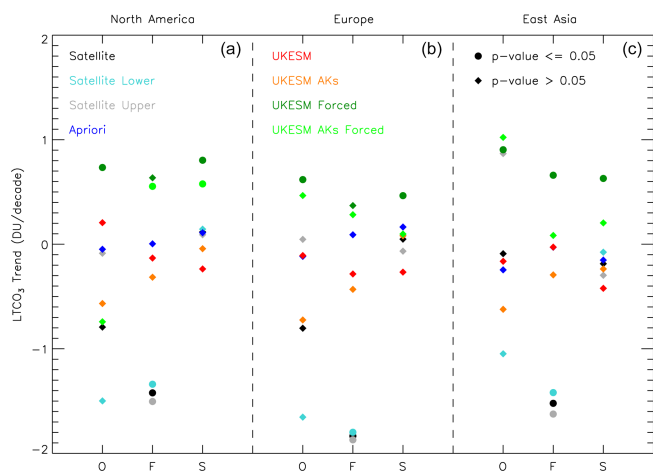 North America Europe East Asia
2
(a) (b) (c)
Satellite UKESM p-value <= 0.05
Satellite Lower UKESM AKs p-value > 0.05
Satellite Upper UKESM Forced
Apriori UKESM AKs Forced
1
0
-1
-2
LTCO3 Trend (DU/decade)
O F S O F S O F S